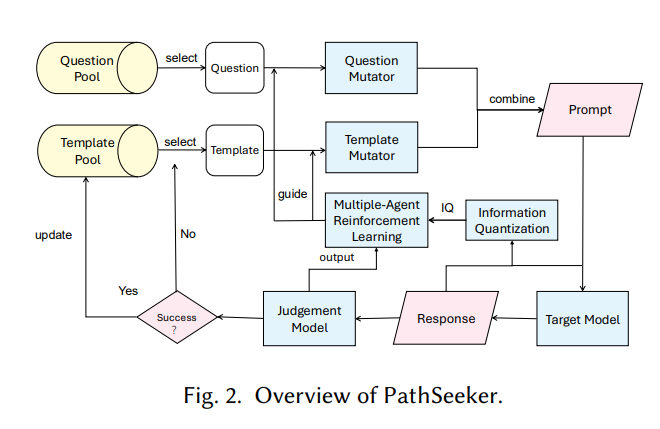 Question
Pool
select
Question
Question
Mutator
combine
Prompt
Template
Pool
select
Template
Template
Mutator
guide
Multiple-Agent
Reinforcement
Learning
IQ
Information
Quantization
update
No
output
Yes
Success
?
Judgement
Model
Response
Target Model
Fig. 2. Overview of PathSeeker.